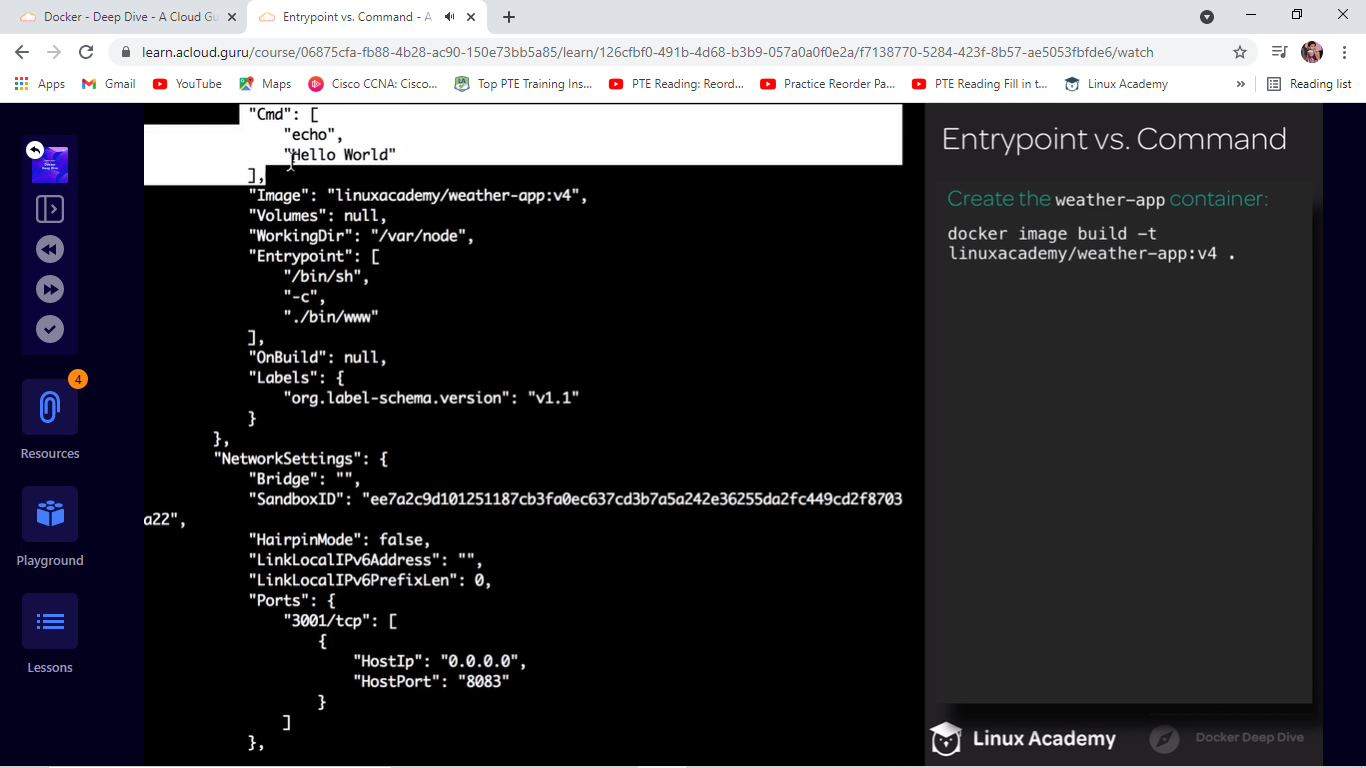 Docker - Deep Dive - A Cloud Gu
Entrypoint vs. Command - A
learn.acloud.guru/course/06875cfa-fb88-4b28-ac90-150e73bb5a85/learn/126cfbf0-491b-4d68-b3b9-057a0a0f0e2a/f7138770-5284-423f-8b57-ae5053fbfde6/watch
Apps
Gmail
YouTube
Maps
Cisco CCNA: Cisco...
Top PTE Training Ins...
PTE Reading: Reord...
Practice Reorder Pa...
PTE Reading Fill in t...
Linux Academy
»
Reading list
4
Resources
Playground
Lessons
"Cmd": [
"echo",
"Hello World"
],
"Image": "linuxacademy/weather-app:v4",
"Volumes": null,
"WorkingDir": "/var/node",
"Entrypoint": [
"/bin/sh",
"-c",
"./bin/www"
],
"OnBuild": null,
"Labels": {
"org.label-schema.version": "v1.1"
}
},
"NetworkSettings": {
"Bridge": "",
"SandboxID": "ee7a2c9d101251187cb3fa0ec637cd3b7a5a242e36255da2fc449cd2f8703
a22",
"HairpinMode": false,
"LinkLocalIPv6Address": "",
"LinkLocalIPv6PrefixLen": 0,
"Ports": {
"3001/tcp": [
{
"HostIp": "0.0.0.0",
"HostPort": "8083"
}
]
},
Entrypoint vs. Command
Create the weather-app container:
docker image build -t
linuxacademy/weather-app:v4 .
Linux Academy
Docker Deep Dive